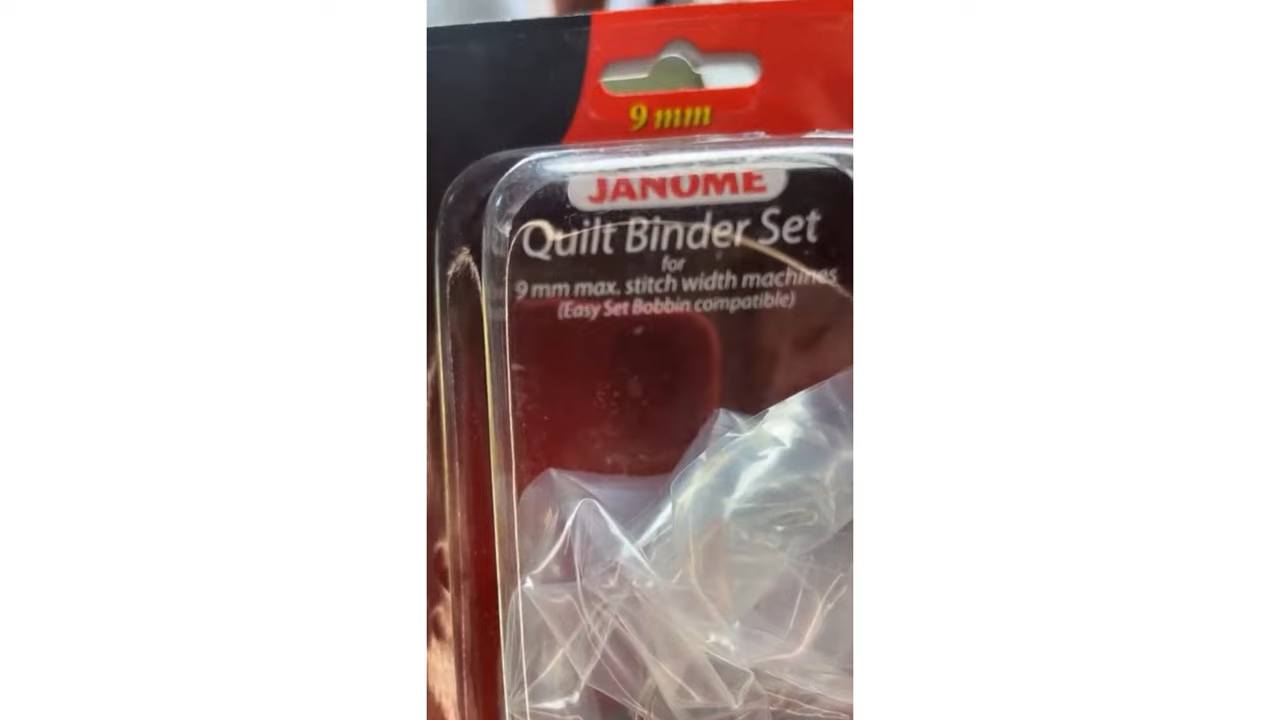 9 mm
JANOME
Quilt Binder Set
for
9 mm max. stitch width machines
(Easy Set Bobbin compatible)